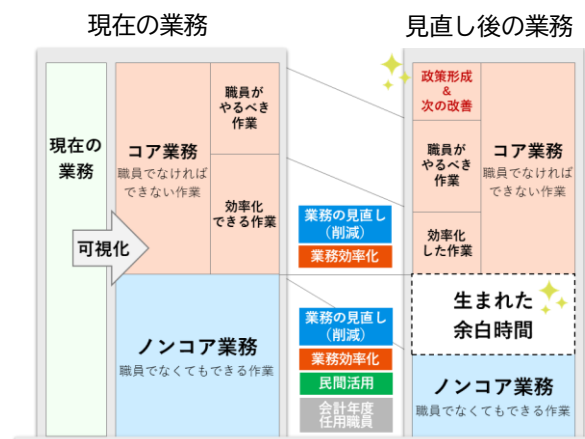 現在の業務
見直し後の業務
現在の
業務
可視化
コア業務
職員でなければ
できない作業
職員が
やるべき
作業
効率化
できる作業
ノンコア業務
職員でなくてもできる作業
業務の見直し
（削減）
業務効率化
業務の見直し
（削減）
業務効率化
民間活用
会計年度
任用職員
政策形成
&
次の改善
職員が
やるべき
作業
効率化
した作業
コア業務
職員でなければ
できない作業
生まれた
余白時間
ノンコア業務
職員でなくてもできる作業